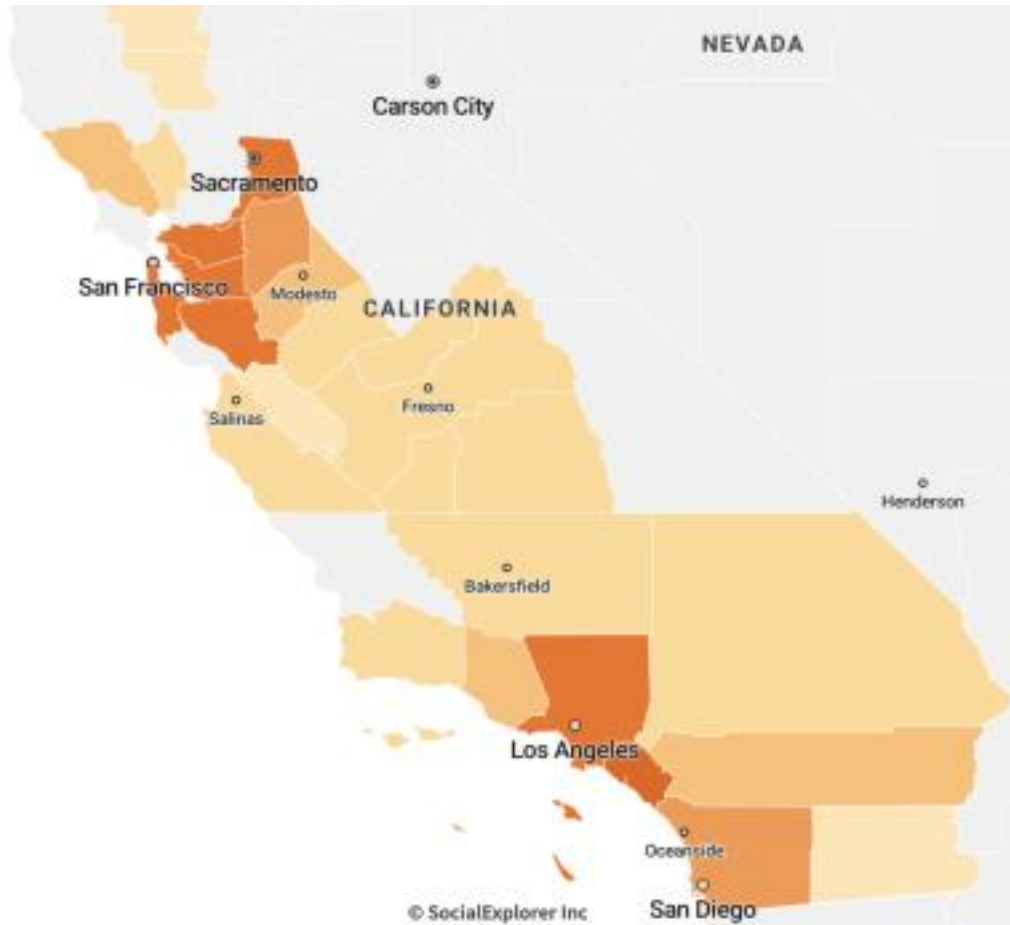 NEVADA
Carson City
Sacramento
San Francisco
Modesto
CALIFORNIA
Fresno
Salinas
Henderson
Bakersfield
Los Angeles
Oceanside
San Diego
© SocialExplorer Inc